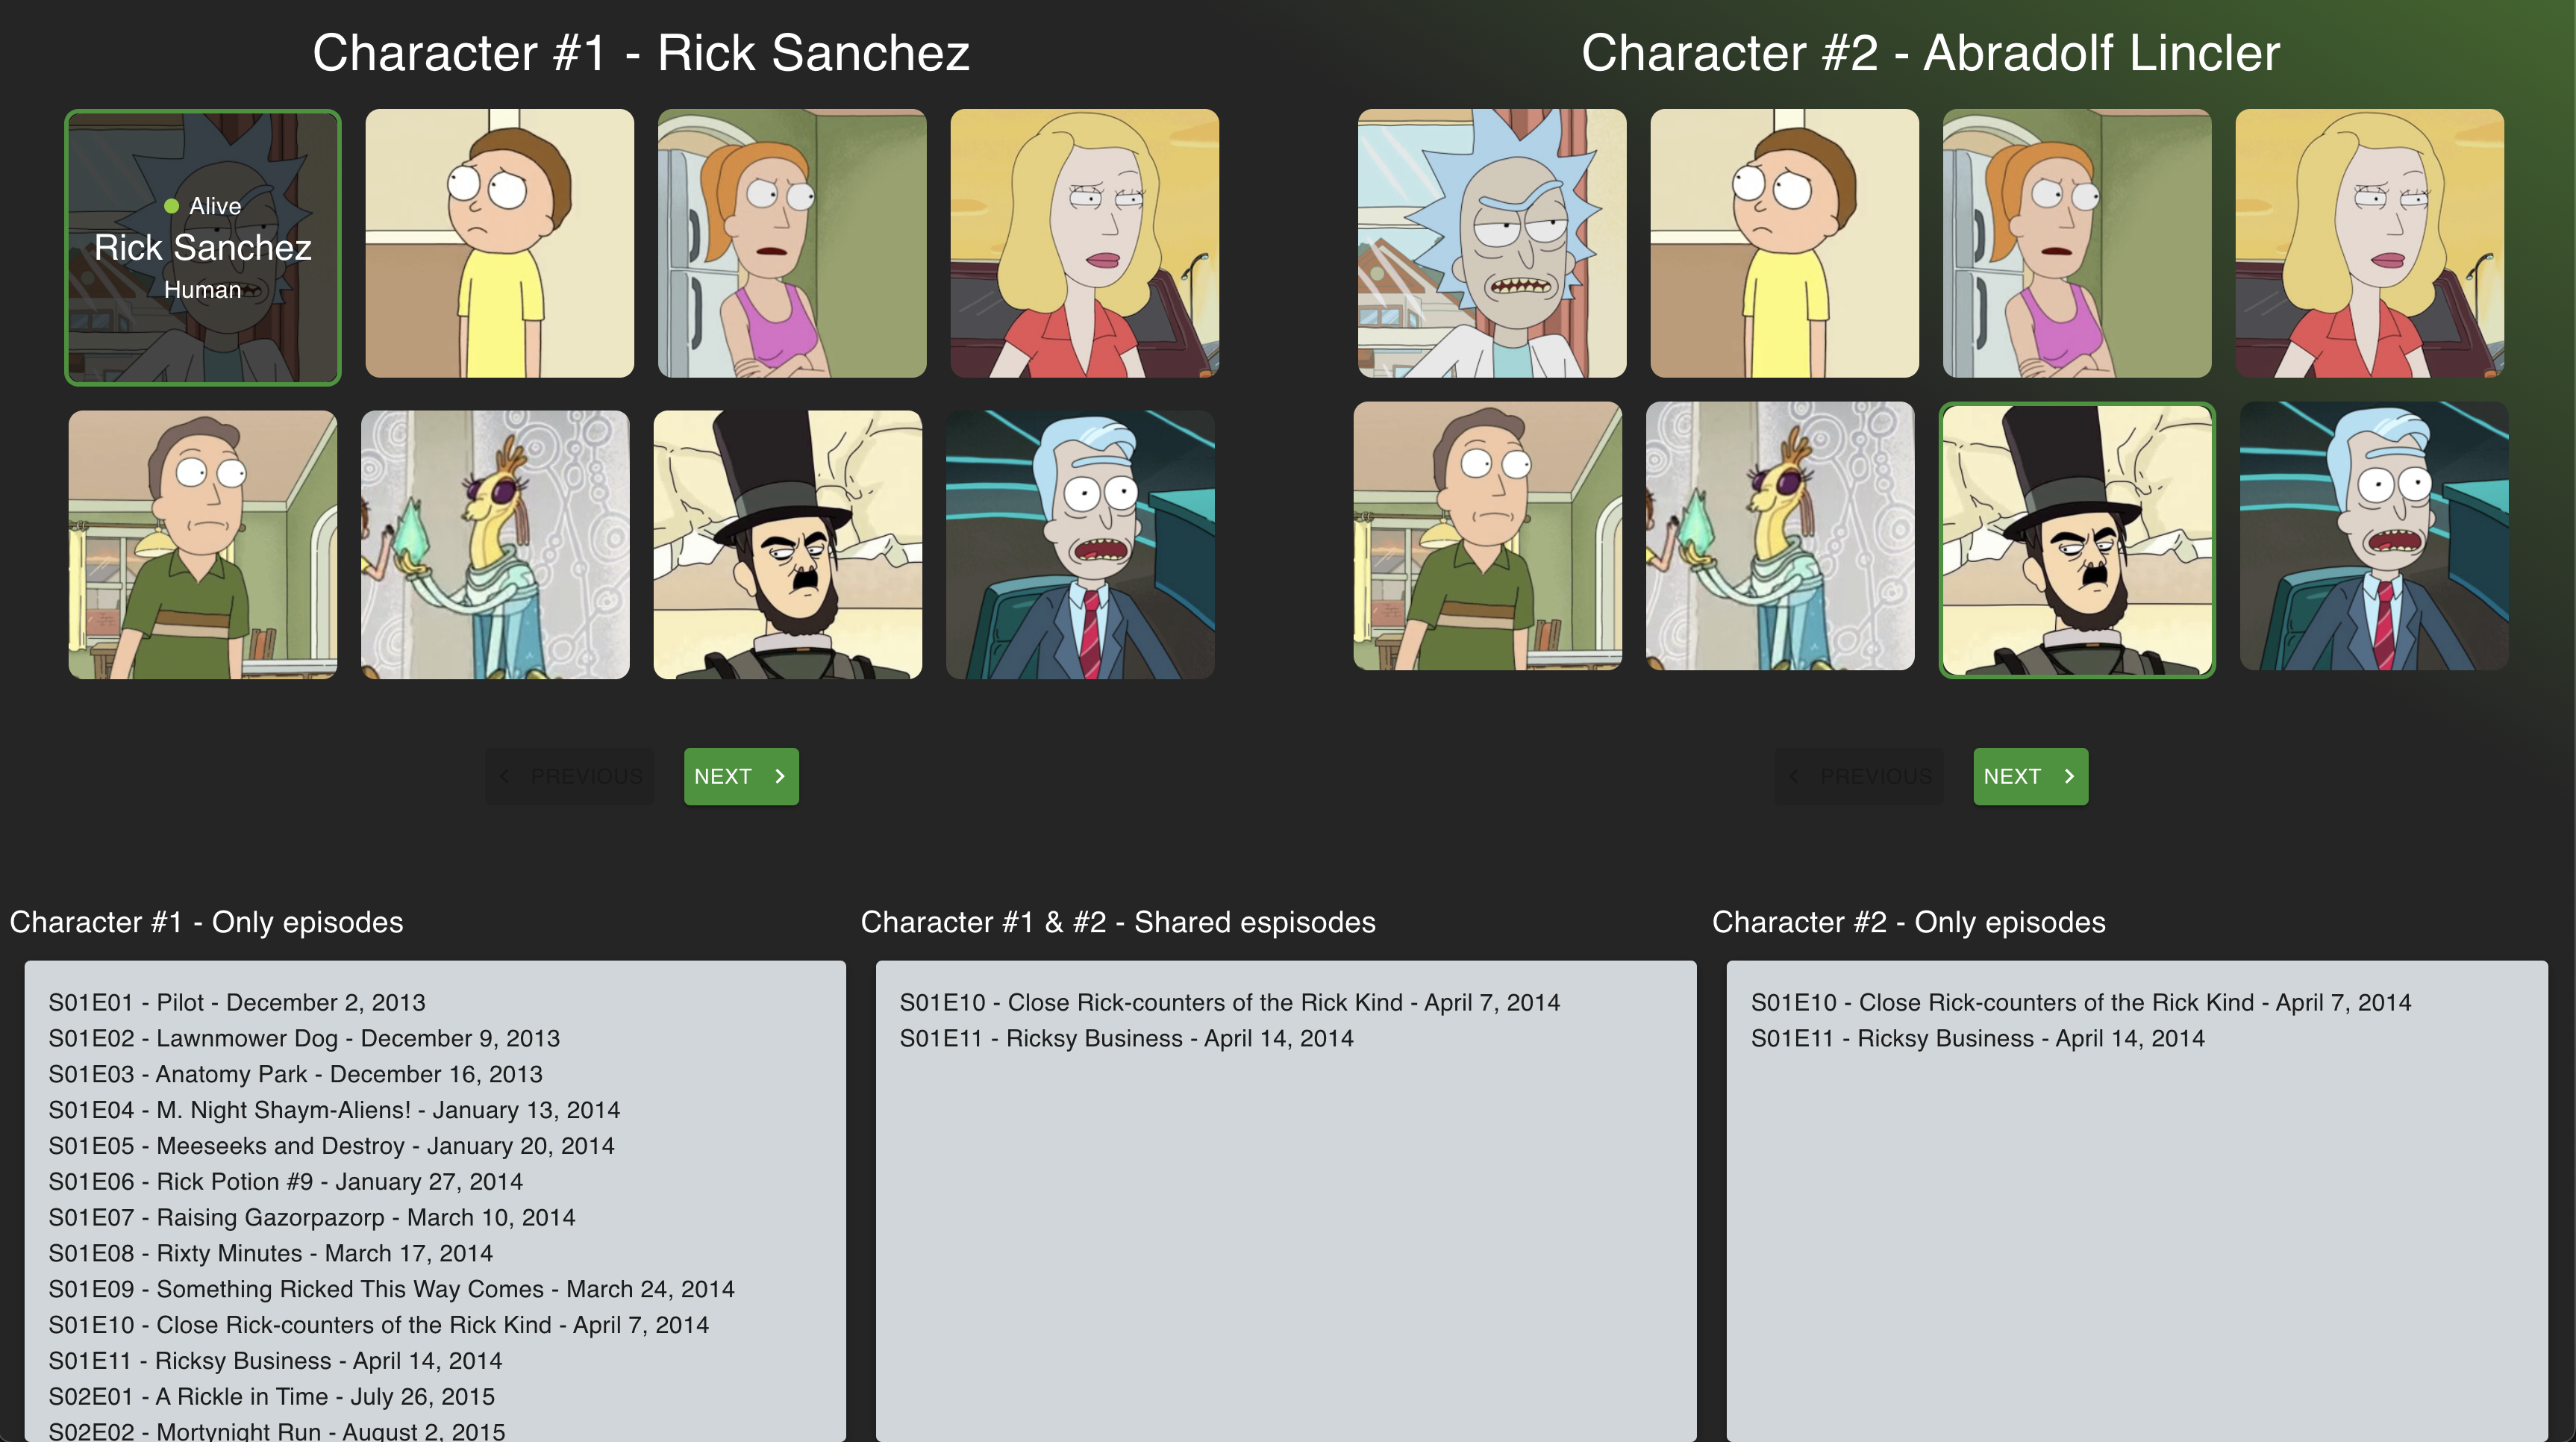 Character #1 - Rick Sanchez
Character #2 - Abradolf Lincler
Alive
Rick Sanchez
Human
PREVIOUS
NEXT
PREVIOUS
NEXT
Character #1 - Only episodes
S01E01 - Pilot - December 2, 2013
S01E02 - Lawnmower Dog - December 9, 2013
S01E03 - Anatomy Park - December 16, 2013
S01E04 - M. Night Shaym-Aliens! - January 13, 2014
S01E05 - Meeseeks and Destroy - January 20, 2014
S01E06 - Rick Potion #9 - January 27, 2014
S01E07 - Raising Gazorpazorp - March 10, 2014
S01E08 - Rixty Minutes - March 17, 2014
S01E09 - Something Ricked This Way Comes - March 24, 2014
S01E10 - Close Rick-counters of the Rick Kind - April 7, 2014
S01E11 - Ricksy Business - April 14, 2014
S02E01 - A Rickle in Time - July 26, 2015
S02E02 - Mortynight Run - August 2, 2015
Character #1 & #2 - Shared espisodes
S01E10 - Close Rick-counters of the Rick Kind - April 7, 2014
S01E11 - Ricksy Business - April 14, 2014
Character #2 - Only episodes
S01E10 - Close Rick-counters of the Rick Kind - April 7, 2014
S01E11 - Ricksy Business - April 14, 2014